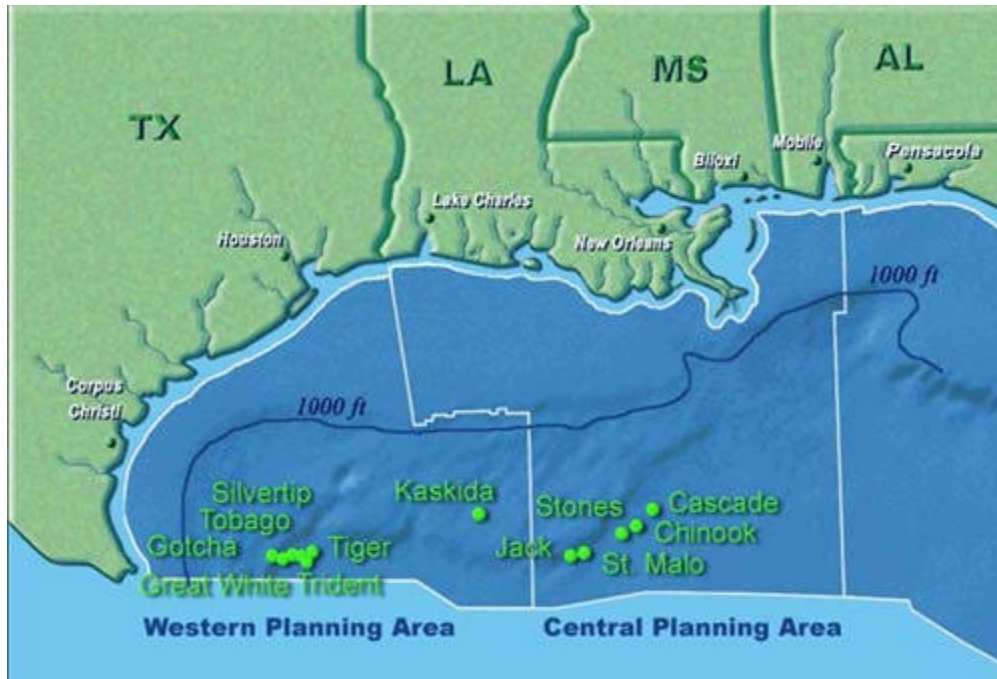 TX
LA
MS
AL
Biloxi
Mobile
Pensacola
Lake Charles
Houston
New Orleans
1000 ft
Corpus
Christi
1000 ft
Silvertip
Tobago
Gotcha
Tiger
Great White
Trident
Kaskida
Stones
Cascade
Chinook
Jack
St. Malo
Western Planning Area
Central Planning Area